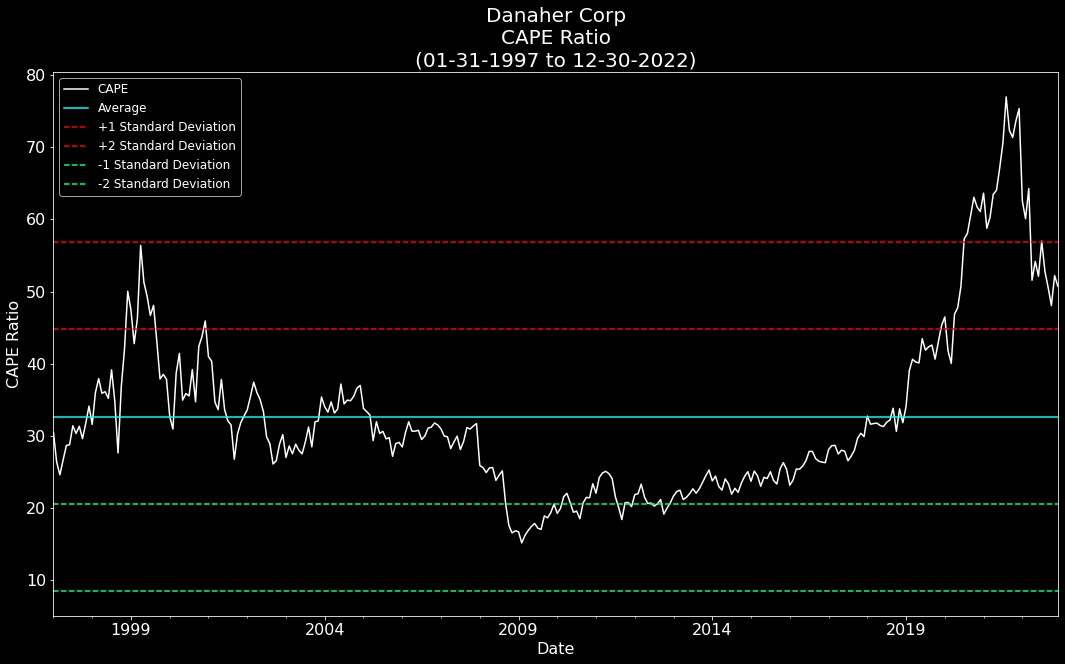 Danaher Corp
CAPE Ratio
(01-31-1997 to 12-30-2022)
CAPE
Average
+1 Standard Deviation
+2 Standard Deviation
-1 Standard Deviation
-2 Standard Deviation
CAPE Ratio
80
70
60
50
40
30
20
10
1999
2004
2009
2014
2019
Date